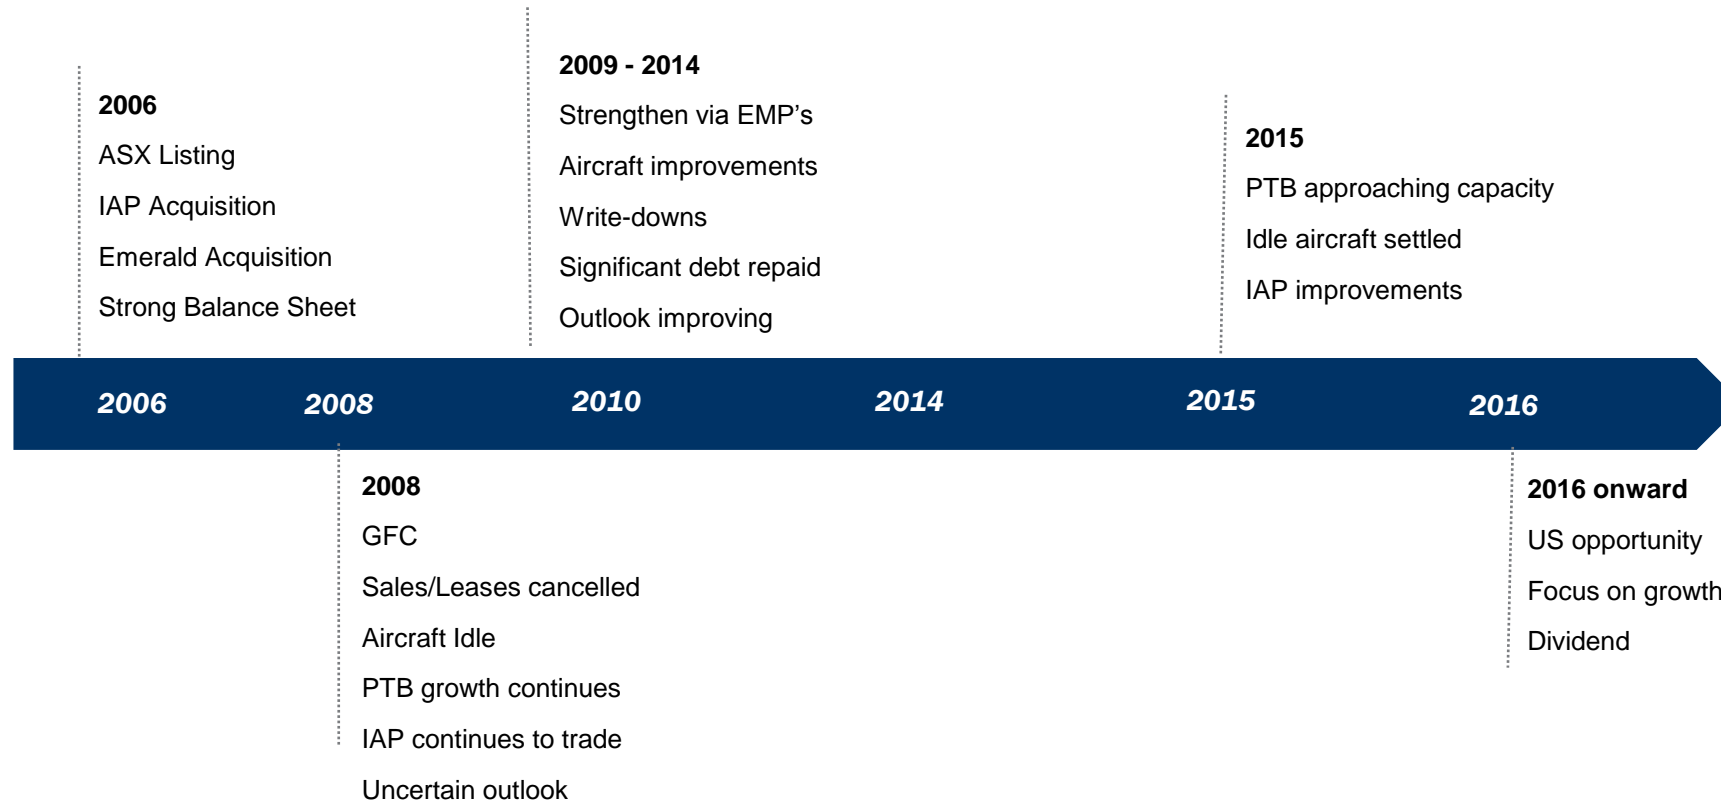 2006
ASX Listing
IAP Acquisition
Emerald Acquisition
Strong Balance Sheet
2009 - 2014
Strengthen via EMP's
Aircraft improvements
Write-downs
Significant debt repaid
Outlook improving
2015
PTB approaching capacity
Idle aircraft settled
IAP improvements
2006 2008 2010 2014 2015 2016
2008
GFC
Sales/Leases cancelled
Aircraft Idle
PTB growth continues
IAP continues to trade
Uncertain outlook
2016 onward
US opportunity
Focus on growth
Dividend